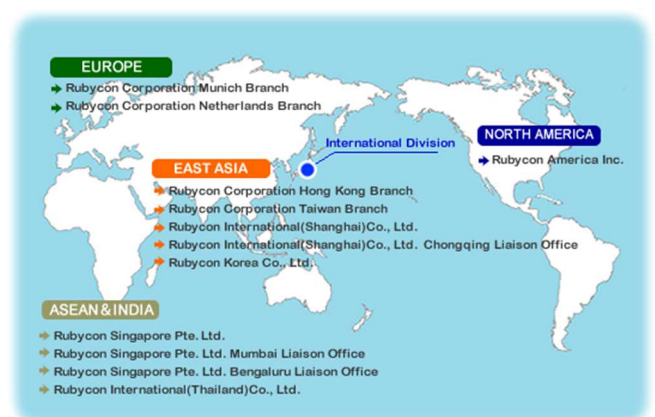 EUROPE
Rubycon Corporation Munich Branch
Rubycon Corporation Netherlands Branch
International Division
NORTH AMERICA
Rubycon America Inc.
EAST ASIA
Rubycon Corporation Hong Kong Branch
Rubycon Corporation Taiwan Branch
Rubycon International(Shanghai)Co., Ltd.
Rubycon International(Shanghai)Co., Ltd. Chongqing Liaison Office
Rubycon Korea Co., Ltd.
ASEAN & INDIA
Rubycon Singapore Pte. Ltd.
Rubycon Singapore Pte. Ltd. Mumbai Liaison Office
Rubycon Singapore Pte. Ltd. Bengaluru Liaison Office
Rubycon International(Thailand)Co., Ltd.